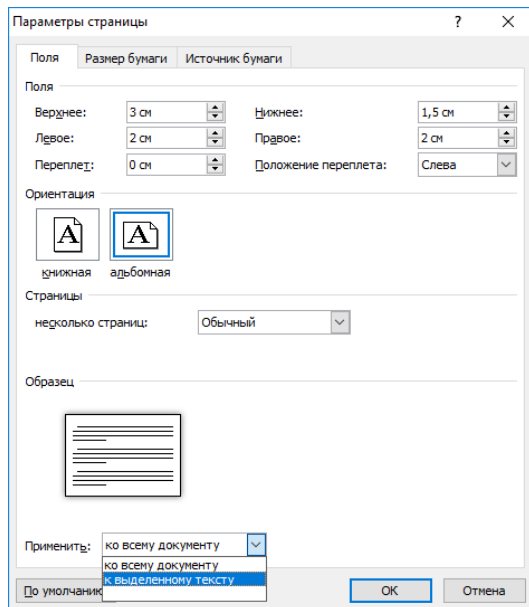 Параметры страницы ?
Поля Размер бумаги Источник бумаги
Поля
Верхнее: 3 см Нижнее: 1,5 см
Левое: 2 см Правое: 2 см
Переплет: 0 см Положение переплета: Слева
Ориентация
A A
книжная альбомная
Страницы
несколько страниц: Обычный
Образец
Применить: ко всему документу
ко всему документу
к выделенному тексту
По умолчанию ОК Отмена